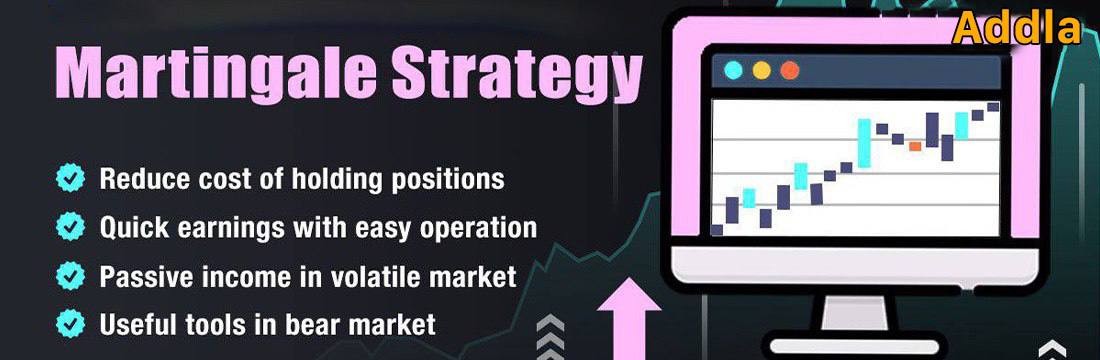 Addla
Martingale Strategy
Reduce cost of holding positions
Quick earnings with easy operation
Passive income in volatile market
Useful tools in bear market